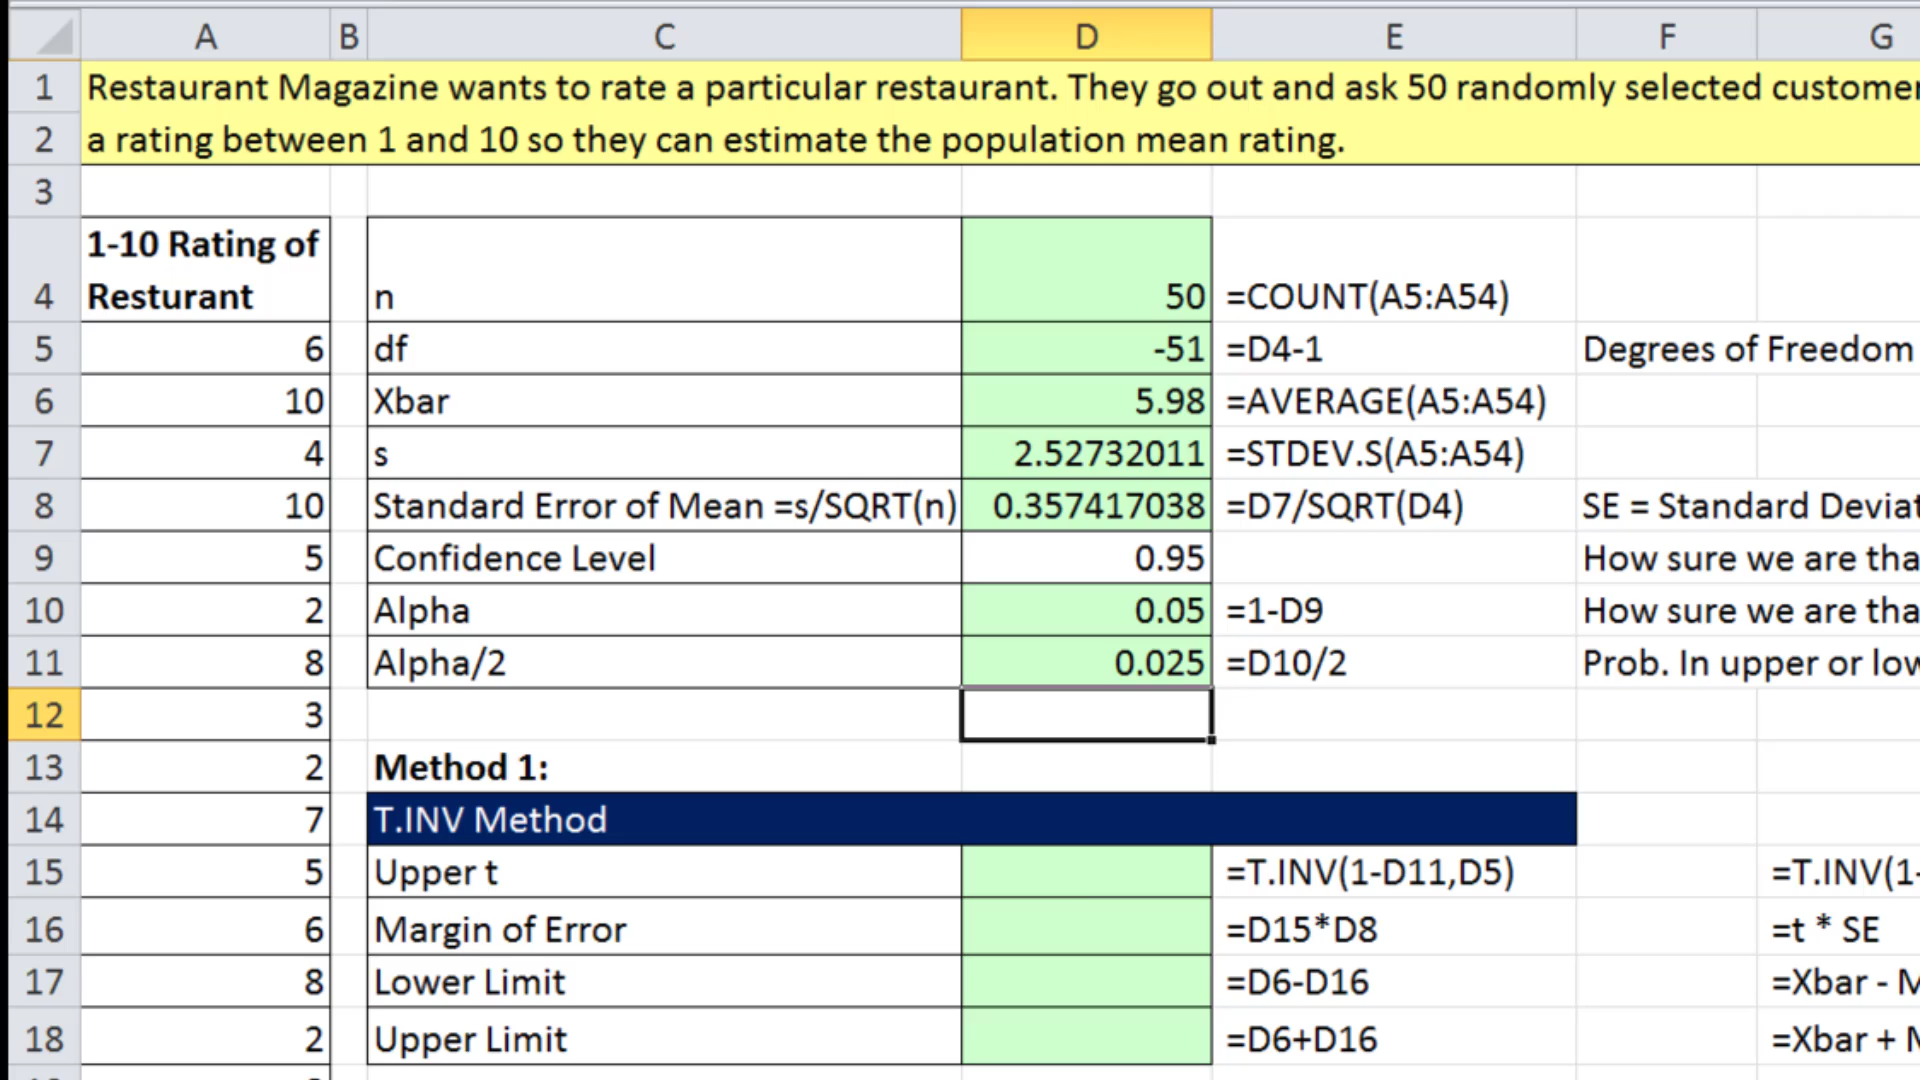 A B C D E F G
1 Restaurant Magazine wants to rate a particular restaurant. They go out and ask 50 randomly selected customer
2 a rating between 1 and 10 so they can estimate the population mean rating.
3
1-10 Rating of
4 Resturant n 50 =COUNT(A5:A54)
5 6 df -51 =D4-1 Degrees of Freedom
6 10 Xbar 5.98 =AVERAGE(A5:A54)
7 4 s 2.52732011 =STDEV.S(A5:A54)
8 10 Standard Error of Mean =s/SQRT(n) 0.357417038 =D7/SQRT(D4) SE = Standard Deviat
9 5 Confidence Level 0.95 How sure we are tha
10 2 Alpha 0.05 =1-D9 How sure we are tha
11 8 Alpha/2 0.025 =D10/2 Prob. In upper or low
12 3
13 2 Method 1:
14 7 T.INV Method
15 5 Upper t =T.INV(1-D11,D5) =T.INV(1-
16 6 Margin of Error =D15*D8 =t * SE
17 8 Lower Limit =D6-D16 =Xbar - M
18 2 Upper Limit =D6+D16 =Xbar + M